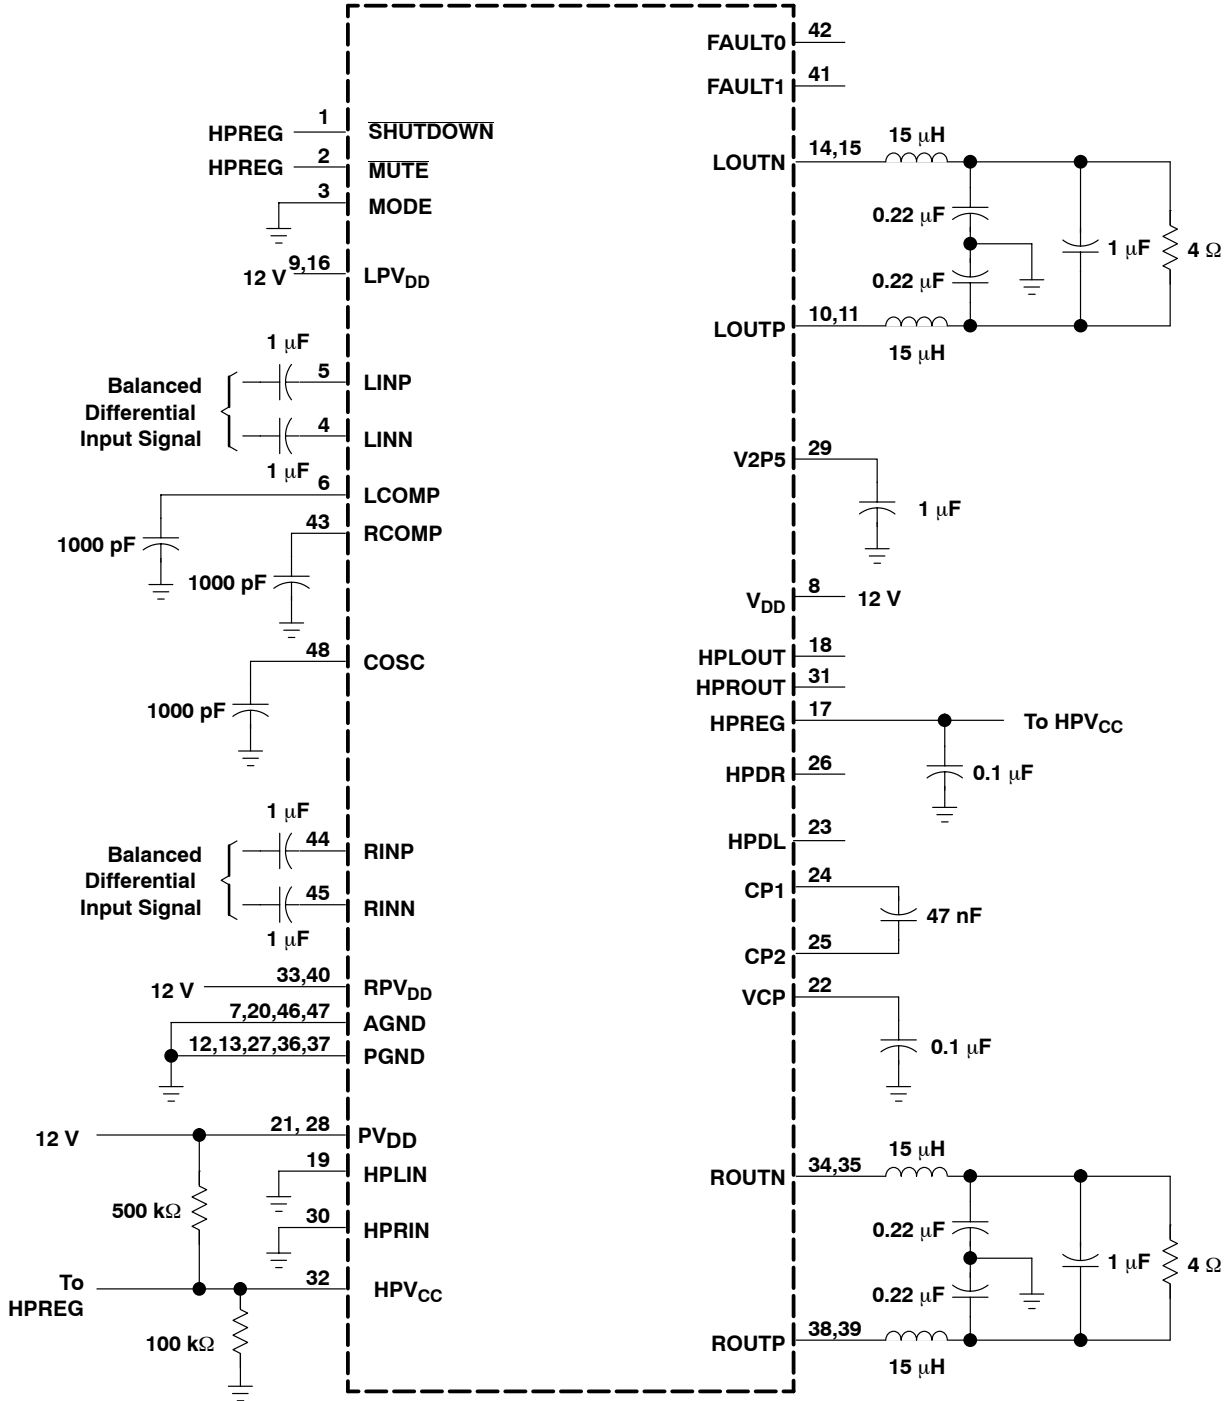 FAULT0 42
FAULT1 41
HPREG 1 SHUTDOWN
HPREG 2 MUTE
3 MODE
12 V 9,16 LPVDD
LOUTN 14,15 15 μH
0.22 μF
0.22 μF
1 μF
4 Ω
LOUTP 10,11
15 μH
1 μF
5 LINP
Balanced
Differential
Input Signal
4 LINN
1 μF
6 LCOMP
1000 pF
43 RCOMP
1000 pF
48 COSC
1000 pF
V2P5 29
1 μF
VDD 8 12 V
HPLOUT 18
HPROUT 31
HPREG 17 To HPVCC
0.1 μF
HPDR 26
HPDL 23
CP1 24
47 nF
CP2 25
VCP 22
0.1 μF
1 μF
44 RINP
Balanced
Differential
Input Signal
45 RINN
1 μF
12 V 33,40 RPVDD
7,20,46,47 AGND
12,13,27,36,37 PGND
12 V 21, 28 PVDD
19 HPLIN
500 kΩ
30 HPRIN
To
HPREG
32 HPVCC
100 kΩ
ROUTN 34,35 15 μH
0.22 μF
0.22 μF
1 μF
4 Ω
ROUTP 38,39
15 μH